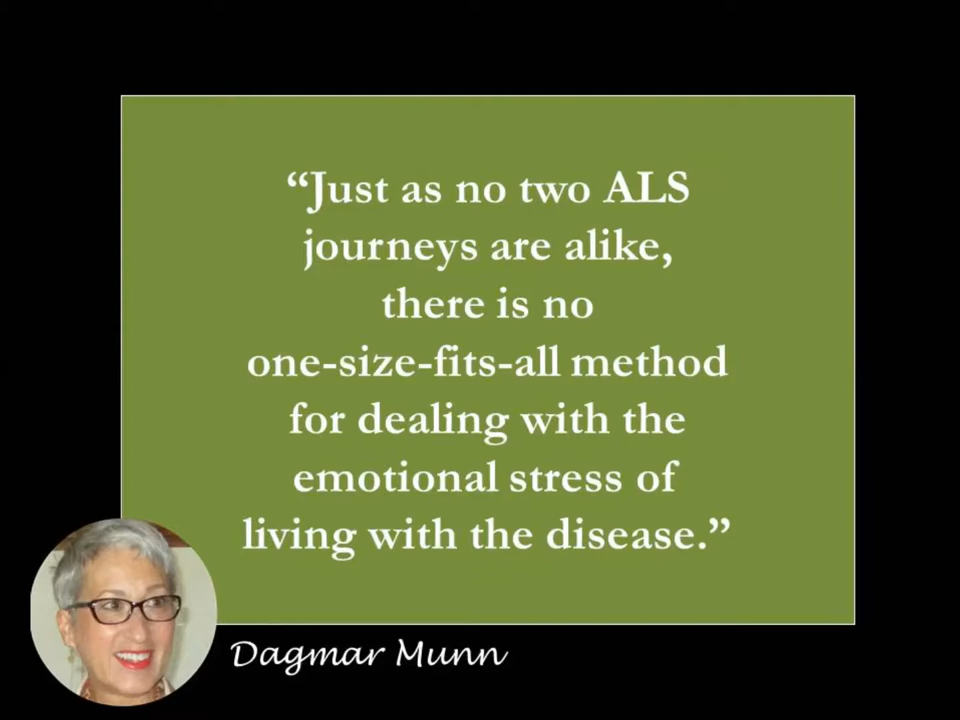 “Just as no two ALS
journeys are alike,
there is no
one-size-fits-all method
for dealing with the
emotional stress of
living with the disease.”
Dagmar Munn